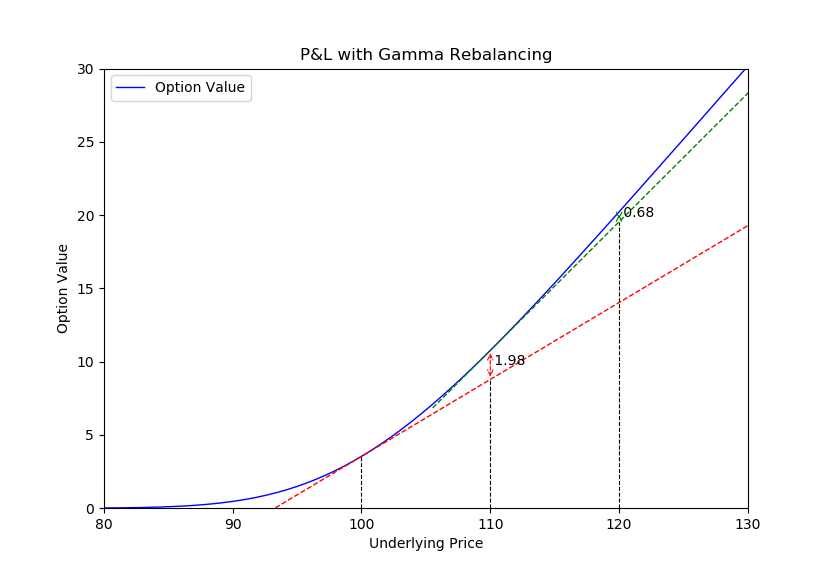 P&L with Gamma Rebalancing
Option Value
30
25
20
15
10
5
0
Option Value
0.68
1.98
80 90 100 110 120 130
Underlying Price